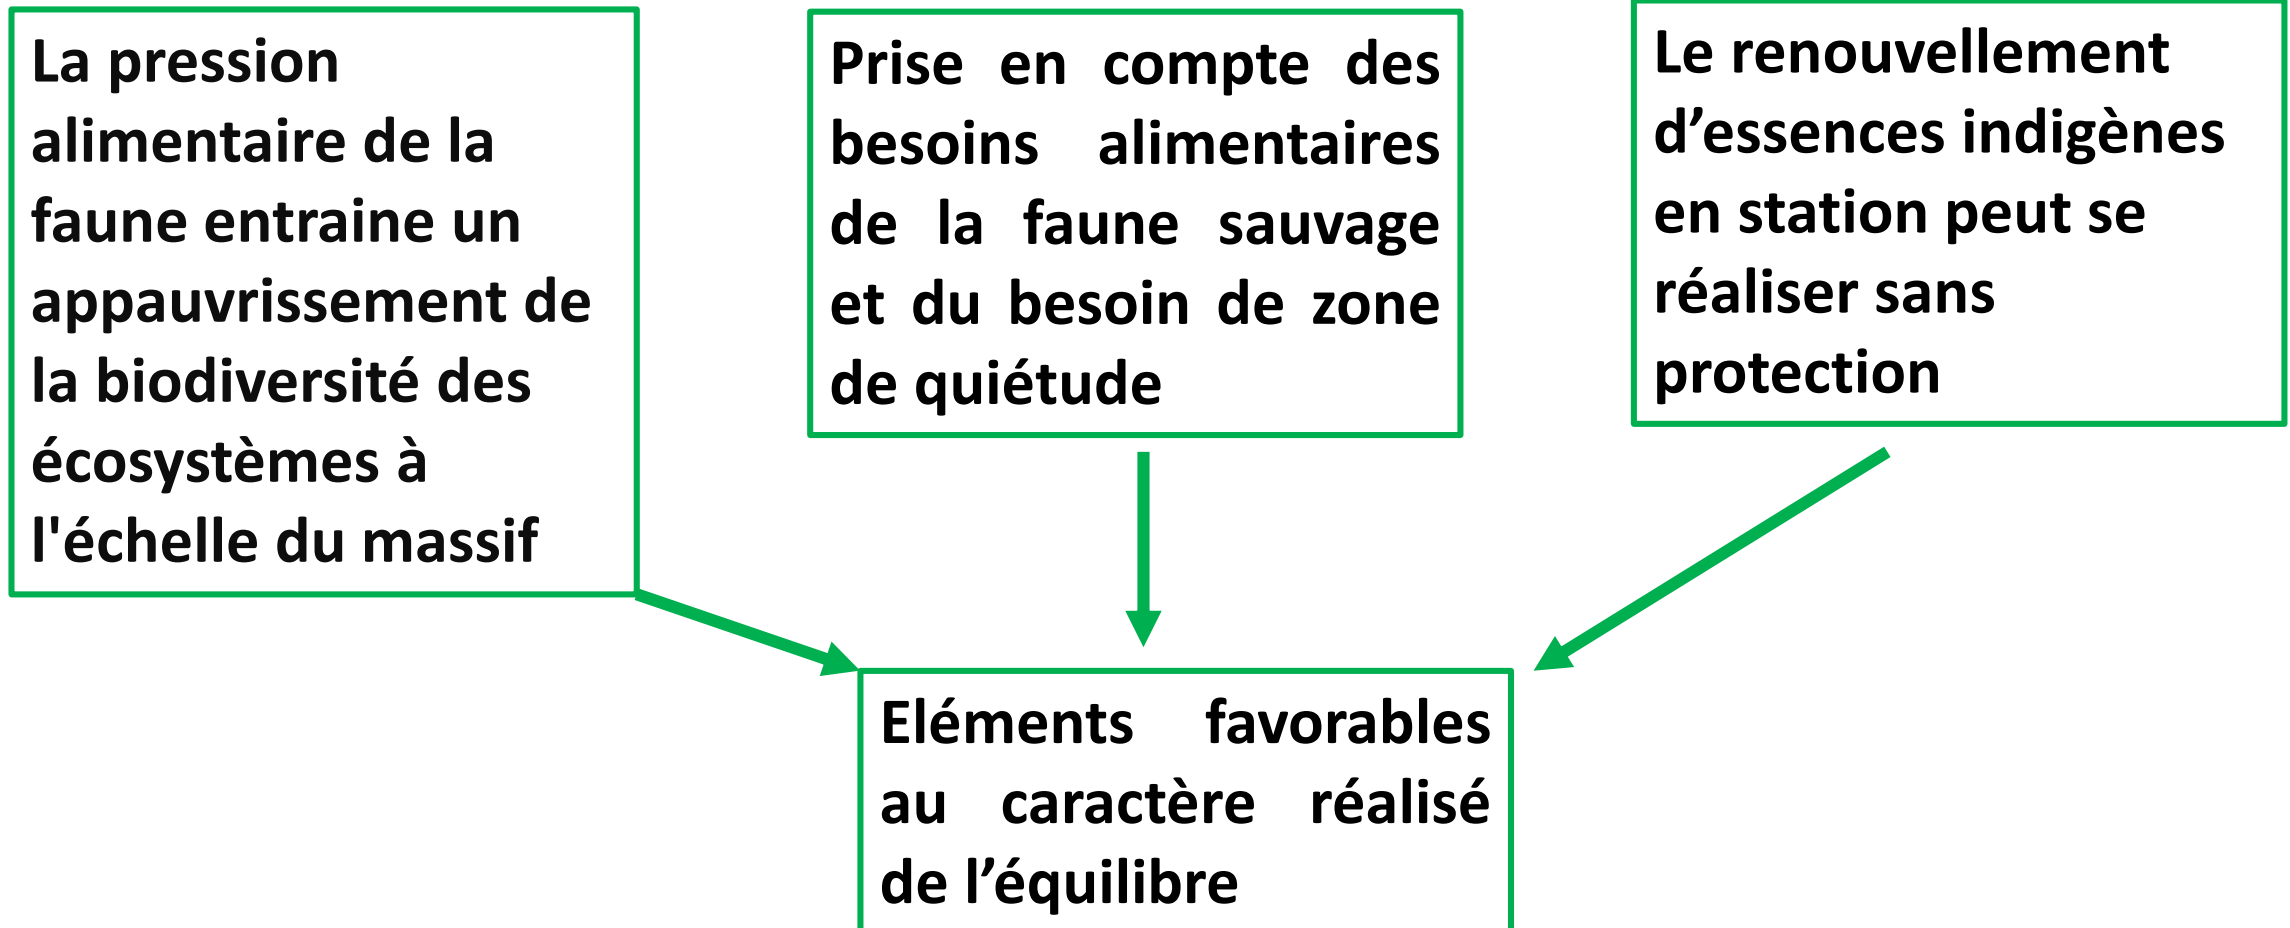 La pression
alimentaire de la
faune entraine un
appauvrissement de
la biodiversité des
écosystèmes à
l'échelle du massif
Prise en compte des
besoins alimentaires
de la faune sauvage
et du besoin de zone
de quiétude
Le renouvellement
d’essences indigènes
en station peut se
réaliser sans
protection
Eléments favorables
au caractère réalisé
de l’équilibre